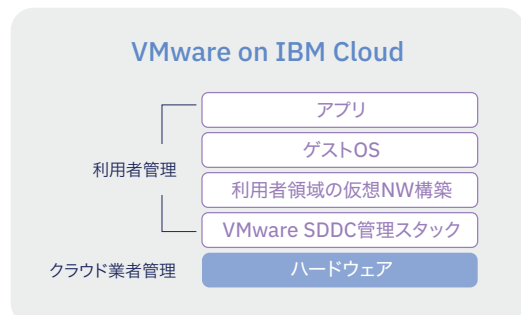 VMware on IBM Cloud
アプリ
ゲストOS
利用者管理
利用者領域の仮想NW構築
VMware SDDC管理スタック
クラウド業者管理
ハードウェア